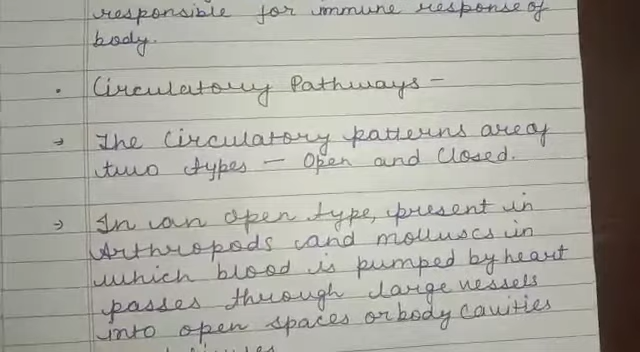 responsible for immune response of
body.
• Circulatory Pathways –
→ The circulatory patterns are of
two types – Open and Closed.
→ In an open type, present in
Arthropods and molluscs in
which blood is pumped by heart
passes through large vessels
into open spaces or body cavities